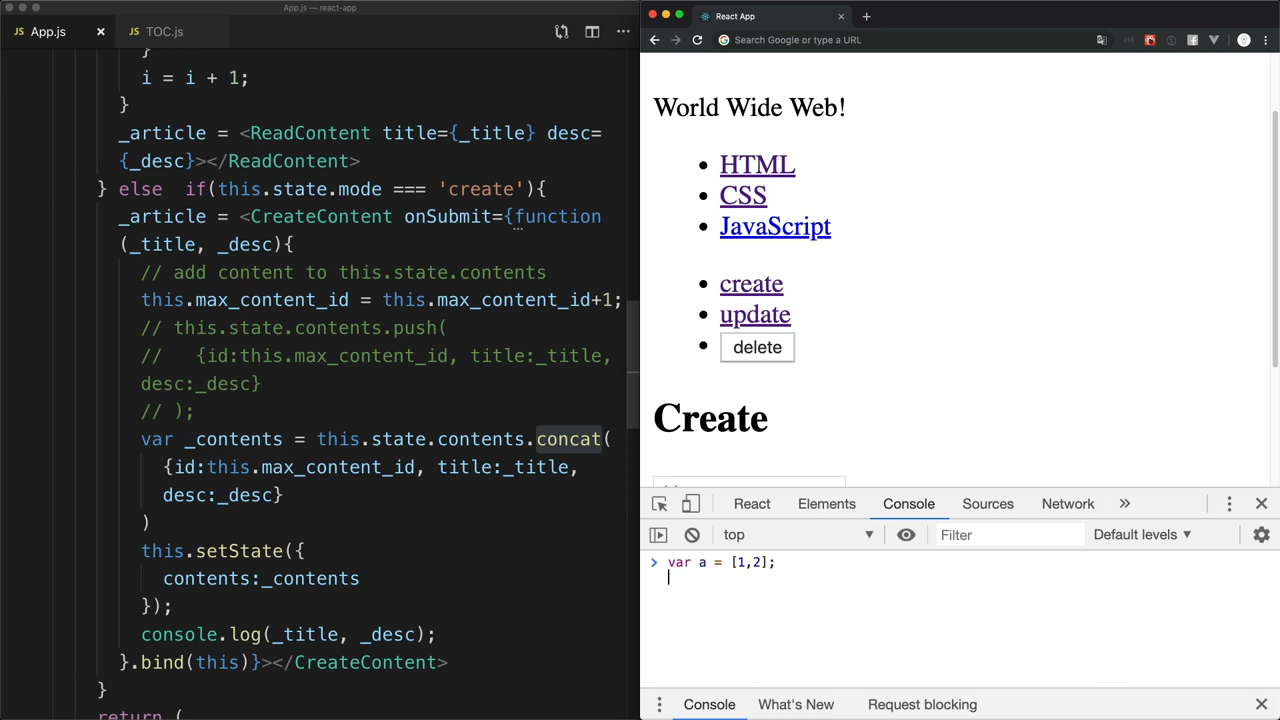 App.js — react-app
JS App.js ×
JS TOC.js
}
i = i + 1;
}
_article = <ReadContent title={_title} desc=
{_desc}></ReadContent>
} else  if(this.state.mode === 'create'){
_article = <CreateContent onSubmit={function
(_title, _desc){
// add content to this.state.contents
this.max_content_id = this.max_content_id+1;
// this.state.contents.push(
//   {id:this.max_content_id, title:_title,
desc:_desc}
// );
var _contents = this.state.contents.concat(
{id:this.max_content_id, title:_title,
desc:_desc}
)
this.setState({
contents:_contents
});
console.log(_title, _desc);
}.bind(this)}></CreateContent>
}
return (
React App
Search Google or type a URL
World Wide Web!
HTML
CSS
JavaScript
create
update
delete
Create
React Elements Console Sources Network »
top Filter Default levels ▼
> var a = [1,2];
Console What's New Request blocking